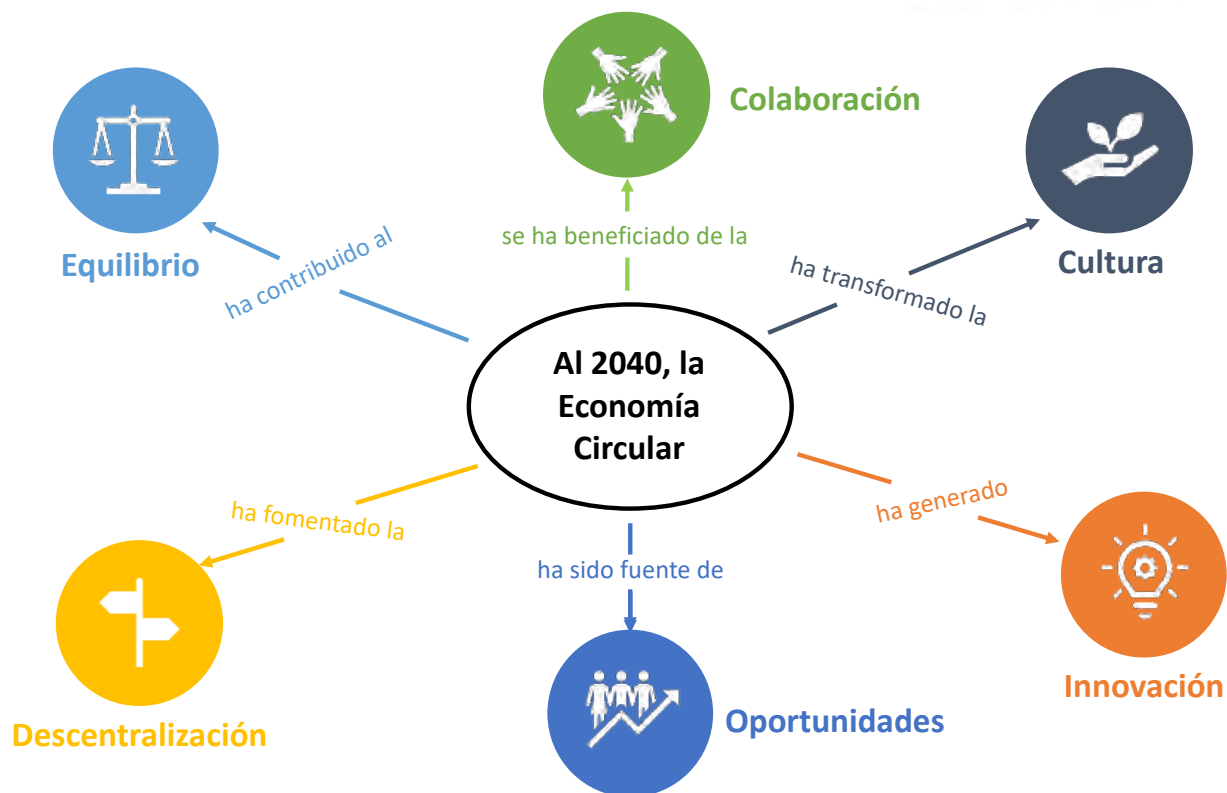 Colaboración
Equilibrio
se ha beneficiado de la
Cultura
ha contribuido al
ha transformado la
Al 2040, la
Economía
Circular
ha fomentado la
ha generado
ha sido fuente de
Innovación
Descentralización
Oportunidades